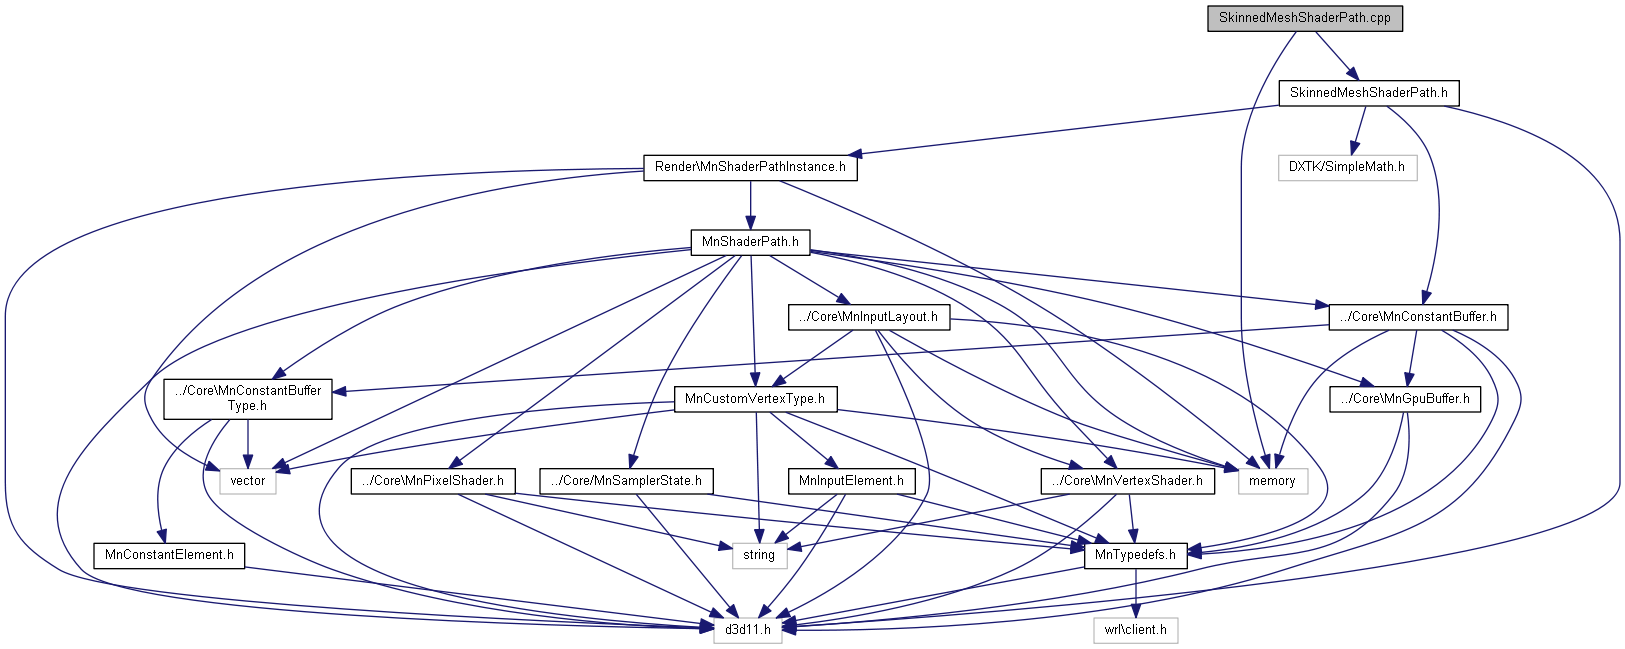 SkinnedMeshShaderPath.cpp
SkinnedMeshShaderPath.h
Render\MnShaderPathInstance.h
DXTK/SimpleMath.h
MnShaderPath.h
../Core\MnInputLayout.h
../Core\MnConstantBuffer.h
../Core\MnConstantBuffer
Type.h
MnCustomVertexType.h
../Core\MnGpuBuffer.h
vector
../Core\MnPixelShader.h
../Core/MnSamplerState.h
MnInputElement.h
../Core\MnVertexShader.h
memory
MnConstantElement.h
string
MnTypedefs.h
d3d11.h
wrl\client.h